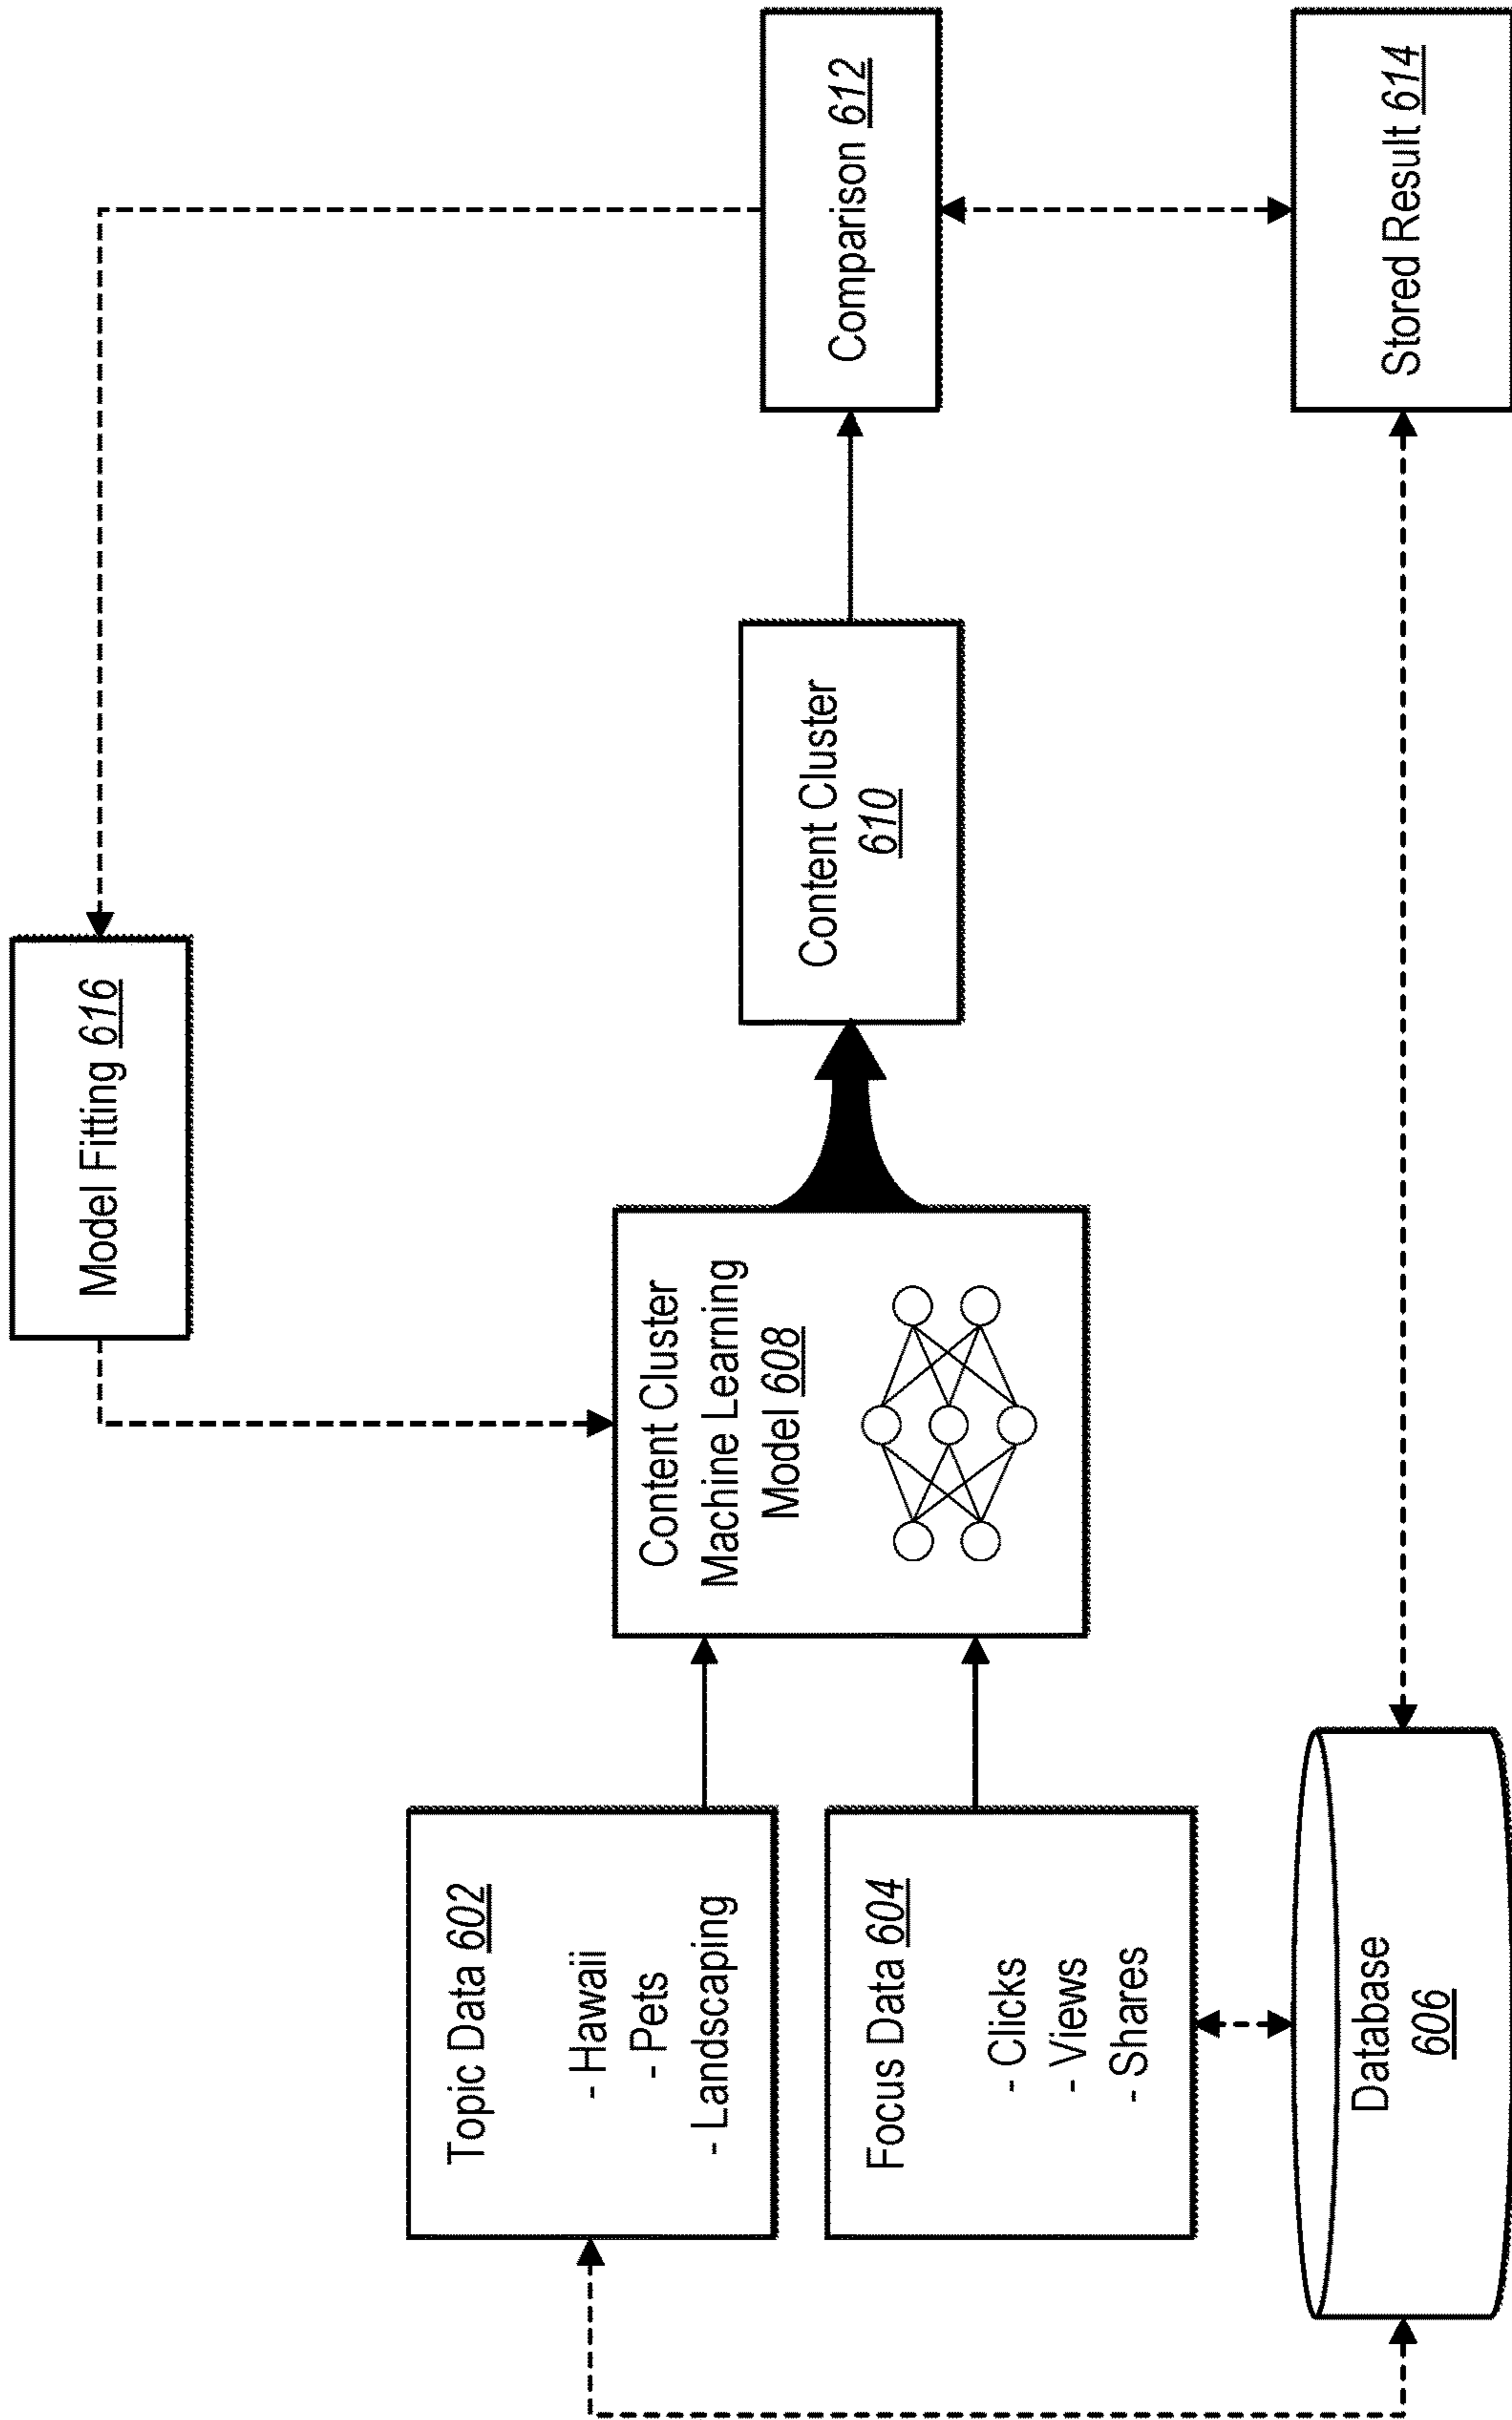 Model Fitting 616
Topic Data 602
- Hawaii
- Pets
- Landscaping
Content Cluster
Machine Learning
Model 608
Content Cluster
610
Comparison 612
Focus Data 604
- Clicks
- Views
- Shares
Database
606
Stored Result 614